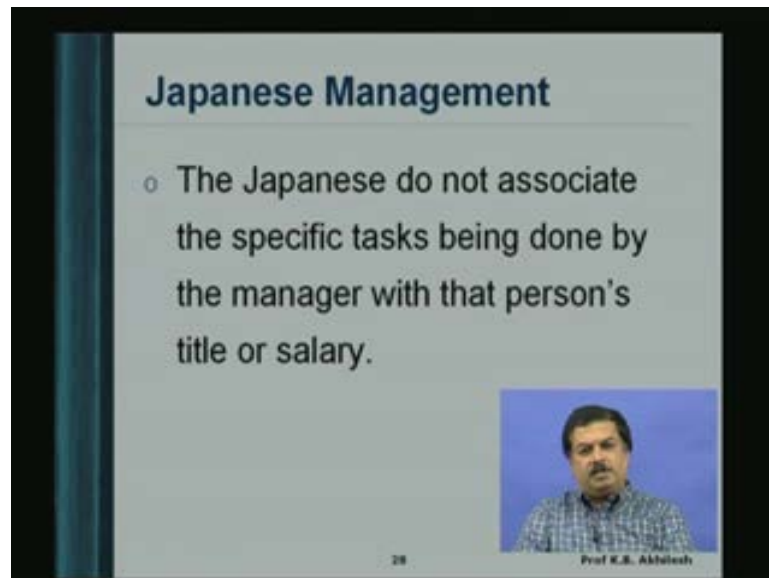 Japanese Management
o The Japanese do not associate
the specific tasks being done by
the manager with that person's
title or salary.
28
Prof K.B. Akhilesh